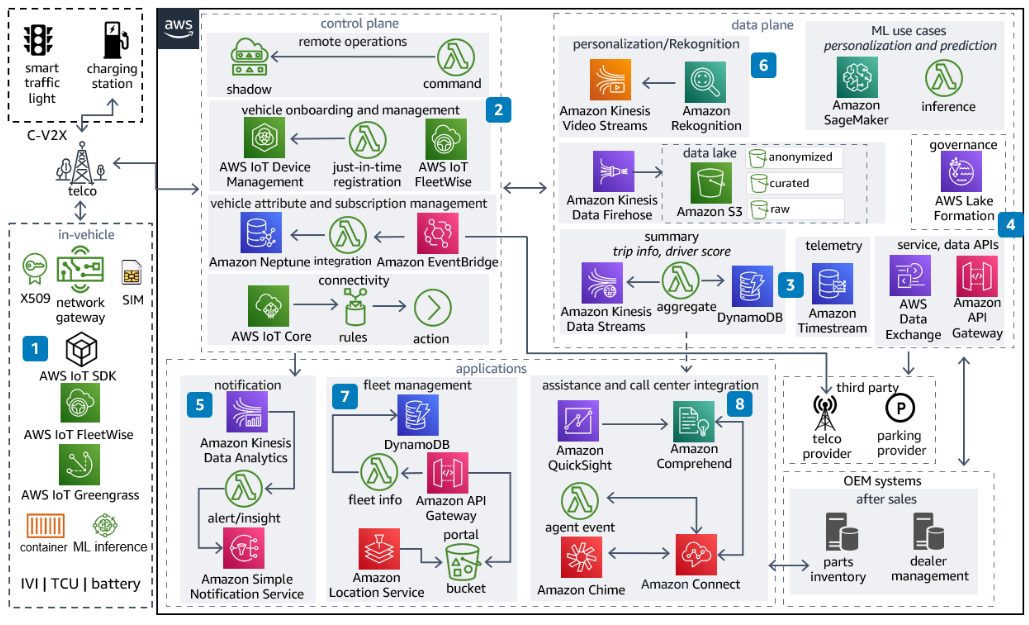 aws
smart
traffic
light
charging
station
C-V2X
telco
in-vehicle
X509
network
gateway
SIM
1
AWS IoT SDK
AWS IoT FleetWise
AWS IoT Greengrass
container
ML inference
IVI | TCU | battery
control plane
remote operations
shadow
command
2
vehicle onboarding and management
AWS IoT Device
Management
just-in-time
registration
AWS IoT
FleetWise
vehicle attribute and subscription management
Amazon Neptune
integration
Amazon EventBridge
connectivity
AWS IoT Core
rules
action
data plane
personalization/Rekognition
6
Amazon Kinesis
Video Streams
Amazon
Rekognition
ML use cases
personalization and prediction
Amazon
SageMaker
inference
Amazon Kinesis
Data Firehose
data lake
Amazon S3
anonymized
curated
raw
governance
AWS Lake
Formation
4
summary
trip info, driver score
Amazon Kinesis
Data Streams
aggregate
DynamoDB
3
telemetry
Amazon
Timestream
service, data APIs
AWS
Data
Exchange
Amazon
API
Gateway
applications
notification
5
Amazon Kinesis
Data Analytics
alert/insight
Amazon Simple
Notification Service
7
fleet management
DynamoDB
fleet info
Amazon API
Gateway
portal
Amazon
Location Service
bucket
assistance and call center integration
8
Amazon
QuickSight
Amazon
Comprehend
agent event
Amazon Chime
Amazon Connect
third party
telco
provider
P
parking
provider
OEM systems
after sales
parts
inventory
dealer
management